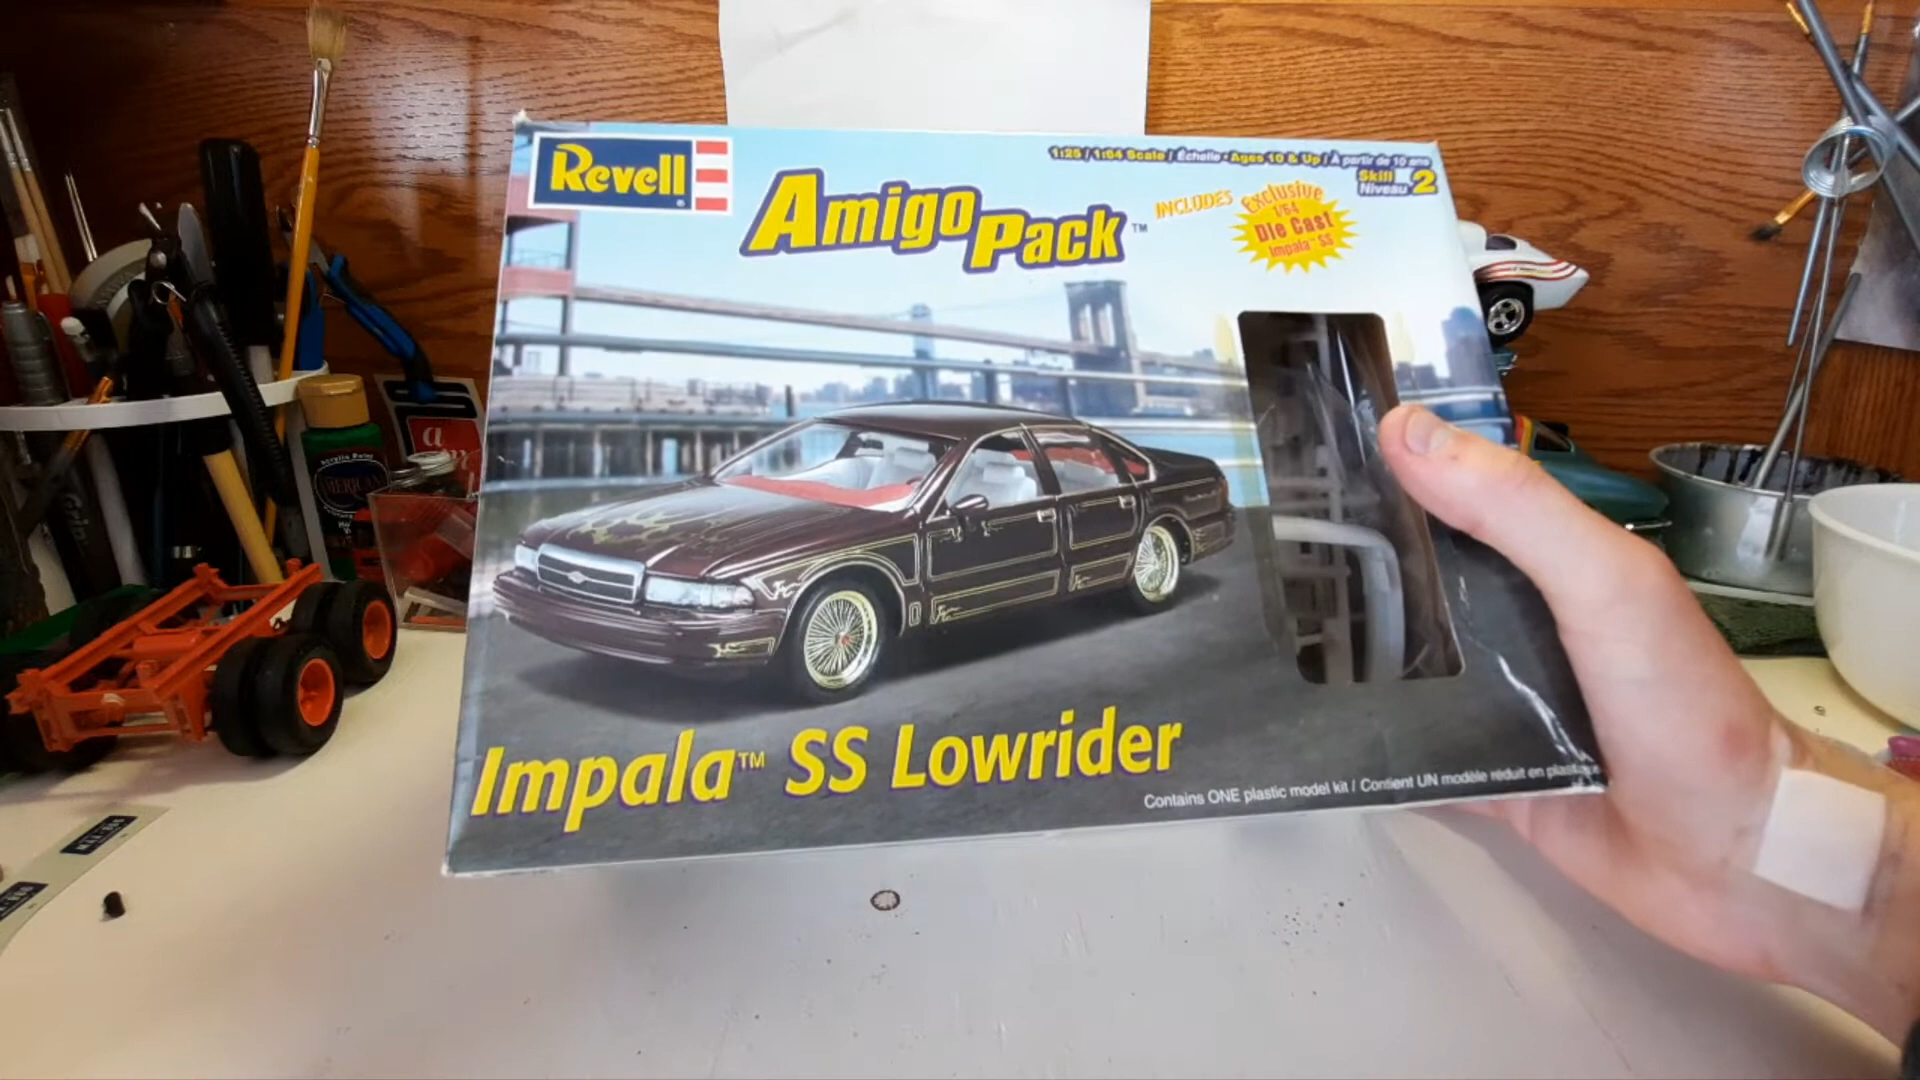 Revell
1:25 / 1:64 Scale / Échelle • Ages 10 & Up / À partir de 10 ans
Skill
Niveau 2
Amigo Pack™
INCLUDES
Exclusive
1/64
Die Cast
Impala™ SS
Impala™ SS Lowrider
Contains ONE plastic model kit / Contient UN modèle réduit en
Acrylic Paint